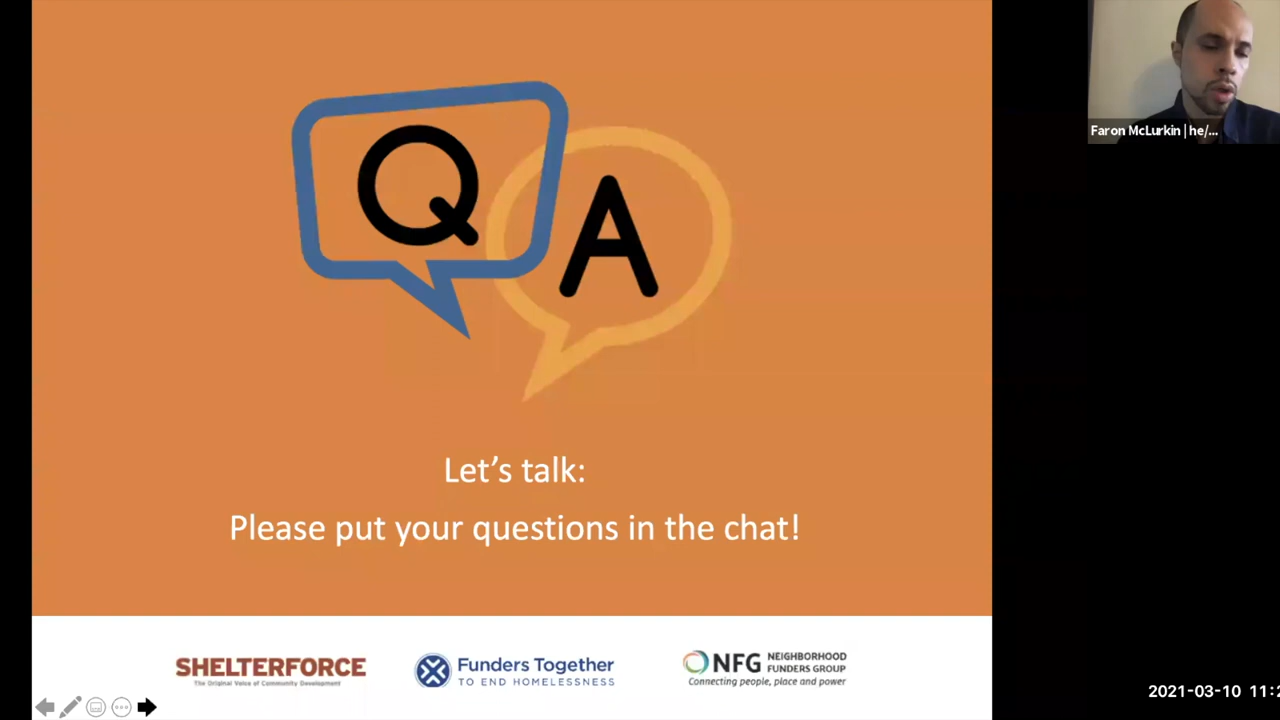 Q
A
Let's talk:
Please put your questions in the chat!
SHELTERFORCE
The Original Voice of Community Development
Funders Together
TO END HOMELESSNESS
NFG NEIGHBORHOOD
FUNDERS GROUP
Connecting people, place and power
Faron McLurkin | he/...
2021-03-10 11:2